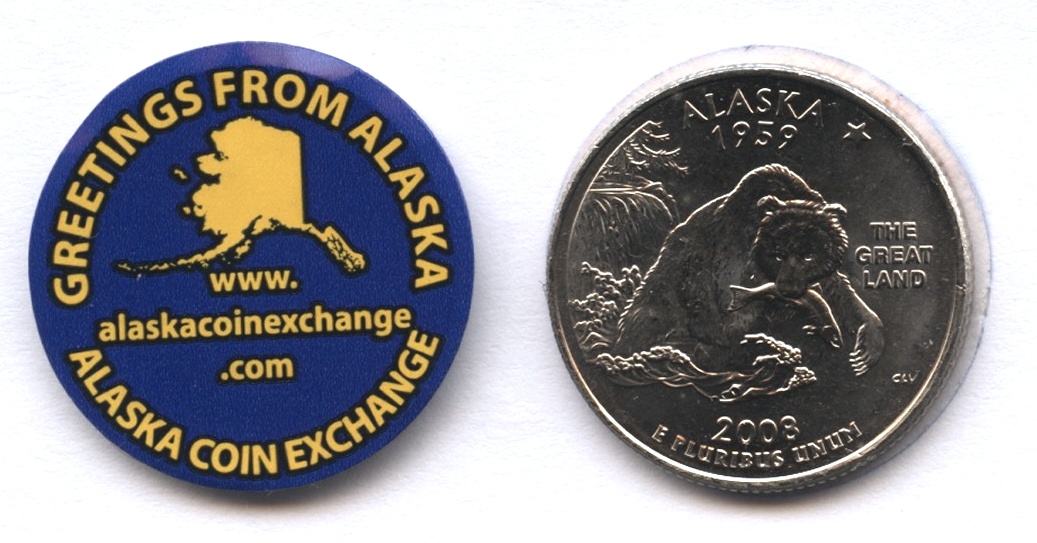 GREETINGS FROM ALASKA
www.
alaskacoinexchange
.com
ALASKA COIN EXCHANGE
ALASKA
1959
THE
GREAT
LAND
CLV
2008
E PLURIBUS UNUM